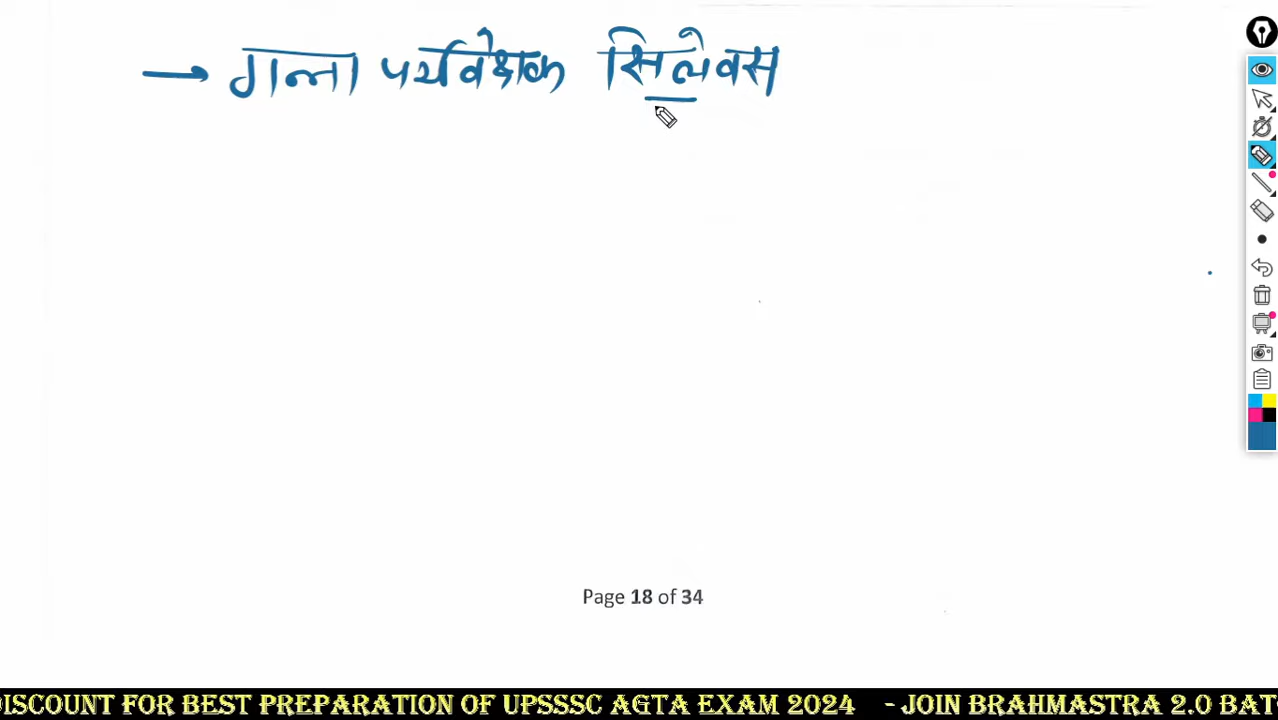 → गन्ना पर्यवेक्षक सिलेवस
Page 18 of 34
DISCOUNT FOR BEST PREPARATION OF UPSSSC AGTA EXAM 2024 - JOIN BRAHMASTRA 2.0 BAT